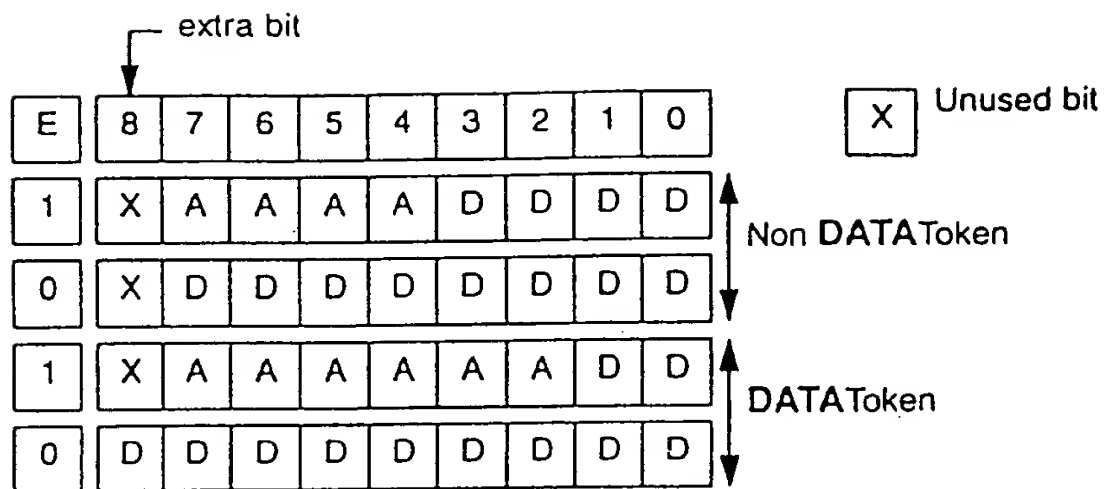 extra bit
E 8 7 6 5 4 3 2 1 0
X Unused bit
1 X A A A A D D D D
Non DATAToken
0 X D D D D D D D D
1 X A A A A A A D D
DATAToken
0 D D D D D D D D D